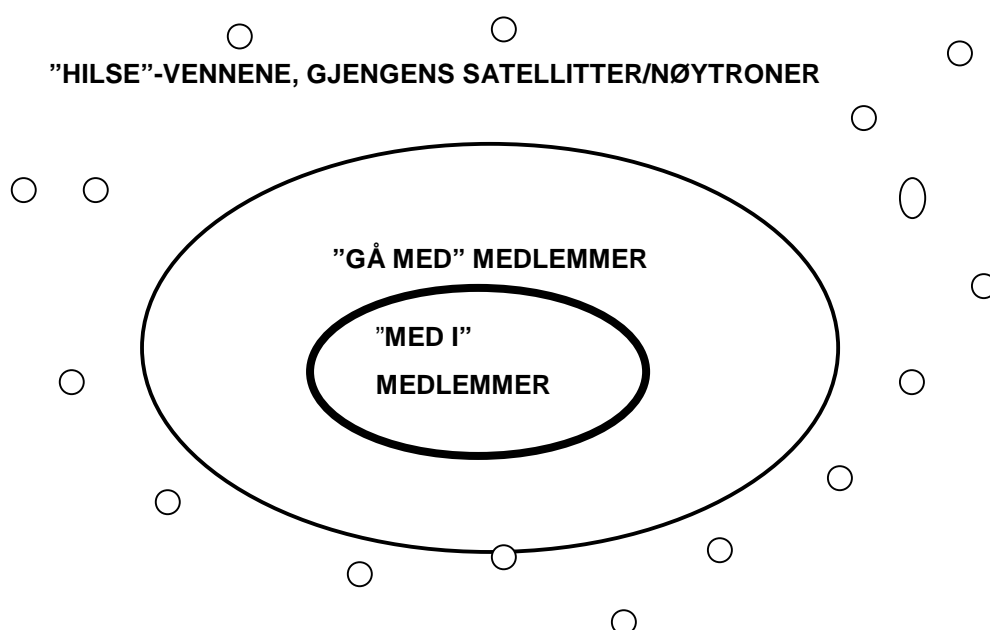 ”HILSE”-VENNENE, GJENGENS SATELLITTER/NØYTRONER
”GÅ MED” MEDLEMMER
”MED I”
MEDLEMMER